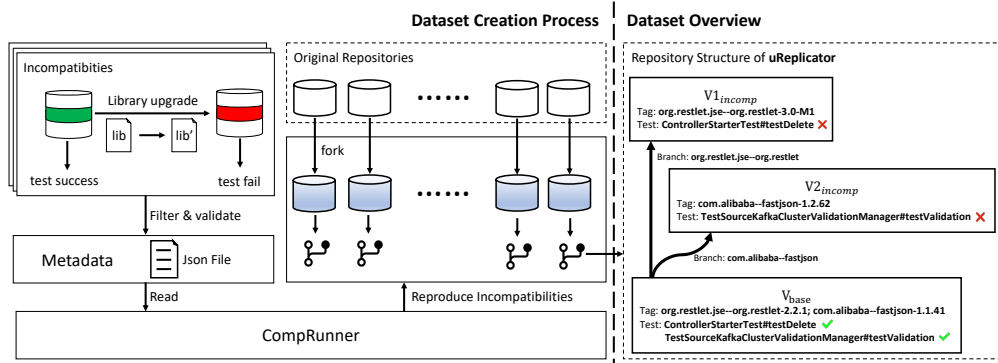 Dataset Creation Process
Dataset Overview
Incompatibities
Library upgrade
lib
lib'
test success
test fail
Filter & validate
Metadata
Json File
Read
CompRunner
Original Repositories
......
fork
......
Reproduce Incompatibilities
Repository Structure of uReplicator
V1incomp
Tag: org.restlet.jse--org.restlet-3.0-M1
Test: ControllerStarterTest#testDelete ❌
Branch: org.restlet.jse--org.restlet
V2incomp
Tag: com.alibaba--fastjson-1.2.62
Test: TestSourceKafkaClusterValidationManager#testValidation ❌
Branch: com.alibaba--fastjson
Vbase
Tag: org.restlet.jse--org.restlet-2.2.1; com.alibaba--fastjson-1.1.41
Test: ControllerStarterTest#testDelete ✔
TestSourceKafkaClusterValidationManager#testValidation ✔